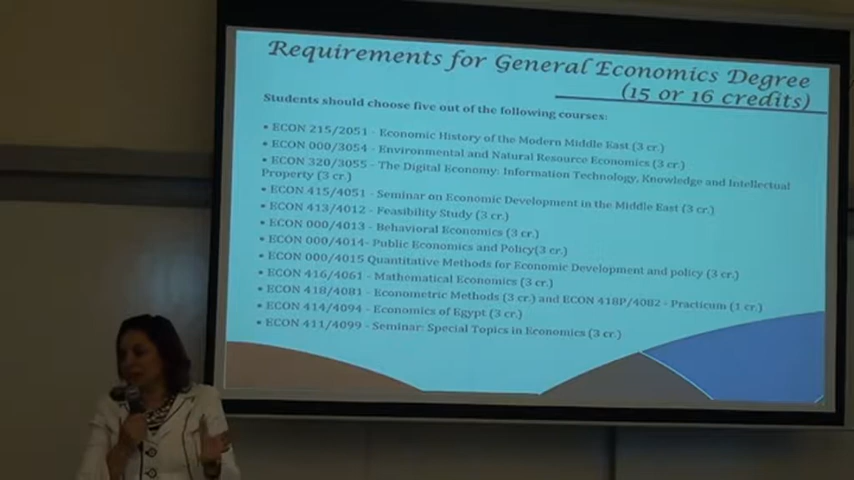 Requirements for General Economics Degree
(15 or 16 credits)
Students should choose five out of the following courses:
• ECON 215/2051 - Economic History of the Modern Middle East (3 cr.)
• ECON 000/3054 - Environmental and Natural Resource Economics (3 cr.)
• ECON 320/3055 - The Digital Economy: Information Technology, Knowledge and Intellectual
Property (3 cr.)
• ECON 415/4051 - Seminar on Economic Development in the Middle East (3 cr.)
• ECON 413/4012 - Feasibility Study (3 cr.)
• ECON 000/4013 - Behavioral Economics (3 cr.)
• ECON 000/4014- Public Economics and Policy(3 cr.)
• ECON 000/4015 Quantitative Methods for Economic Development and policy (3 cr.)
• ECON 416/4061 - Mathematical Economics (3 cr.)
• ECON 418/4081 - Econometric Methods (3 cr.) and ECON 418P/4082 - Practicum (1 cr.)
• ECON 414/4094 - Economics of Egypt (3 cr.)
• ECON 411/4099 - Seminar: Special Topics in Economics (3 cr.)